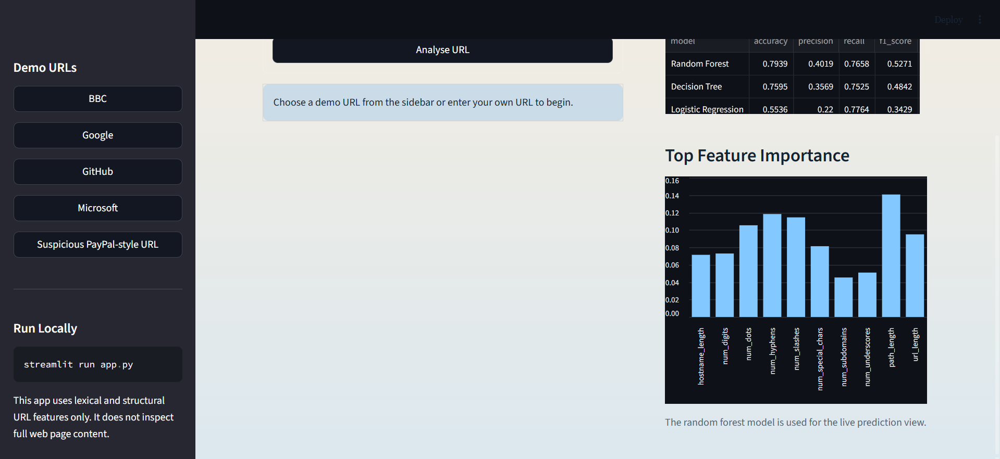 Deploy
Demo URLs
BBC
Google
GitHub
Microsoft
Suspicious PayPal-style URL
Run Locally
streamlit run app.py
This app uses lexical and structural
URL features only. It does not inspect
full web page content.
Analyse URL
Choose a demo URL from the sidebar or enter your own URL to begin.
model accuracy precision recall f1_score
Random Forest 0.7939 0.4019 0.7658 0.5271
Decision Tree 0.7595 0.3569 0.7525 0.4842
Logistic Regression 0.5536 0.22 0.7764 0.3429
Top Feature Importance
0.16
0.14
0.12
0.10
0.08
0.06
0.04
0.02
0.00
hostname_length
num_digits
num_dots
num_hyphens
num_slashes
num_special_chars
num_subdomains
num_underscores
path_length
url_length
The random forest model is used for the live prediction view.